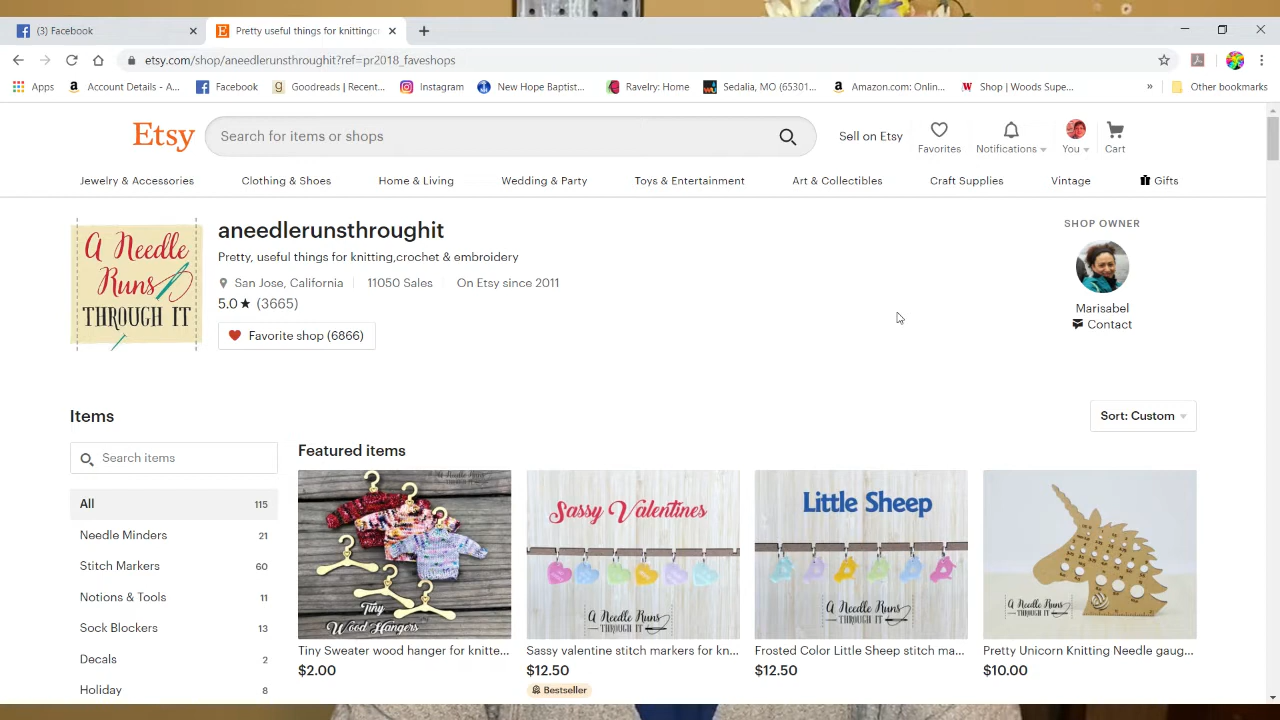 (3) Facebook
Pretty useful things for knittingc
etsy.com/shop/aneedlerunsthroughit?ref=pr2018_faveshops
Apps
Account Details - A...
Facebook
Goodreads | Recent...
Instagram
New Hope Baptist...
Ravelry: Home
Sedalia, MO (65301...
Amazon.com: Onlin...
Shop | Woods Supe...
»
Other bookmarks
Etsy
Search for items or shops
Sell on Etsy
Favorites
Notifications
You
Cart
Jewelry & Accessories
Clothing & Shoes
Home & Living
Wedding & Party
Toys & Entertainment
Art & Collectibles
Craft Supplies
Vintage
Gifts
A Needle
Runs
THROUGH IT
aneedlerunsthroughit
Pretty, useful things for knitting,crochet & embroidery
San Jose, California
11050 Sales
On Etsy since 2011
5.0★ (3665)
Favorite shop (6866)
SHOP OWNER
Marisabel
Contact
Items
Sort: Custom
Search items
All 115
Needle Minders 21
Stitch Markers 60
Notions & Tools 11
Sock Blockers 13
Decals 2
Holiday 8
Featured items
Tiny
Wood Hangers
Tiny Sweater wood hanger for knitte...
$2.00
Sassy Valentines
A Needle Runs
THROUGH IT
Sassy valentine stitch markers for kn...
$12.50
Bestseller
Little Sheep
A Needle Runs
THROUGH IT
Frosted Color Little Sheep stitch ma...
$12.50
A Needle Runs
THROUGH IT
Pretty Unicorn Knitting Needle gaug...
$10.00